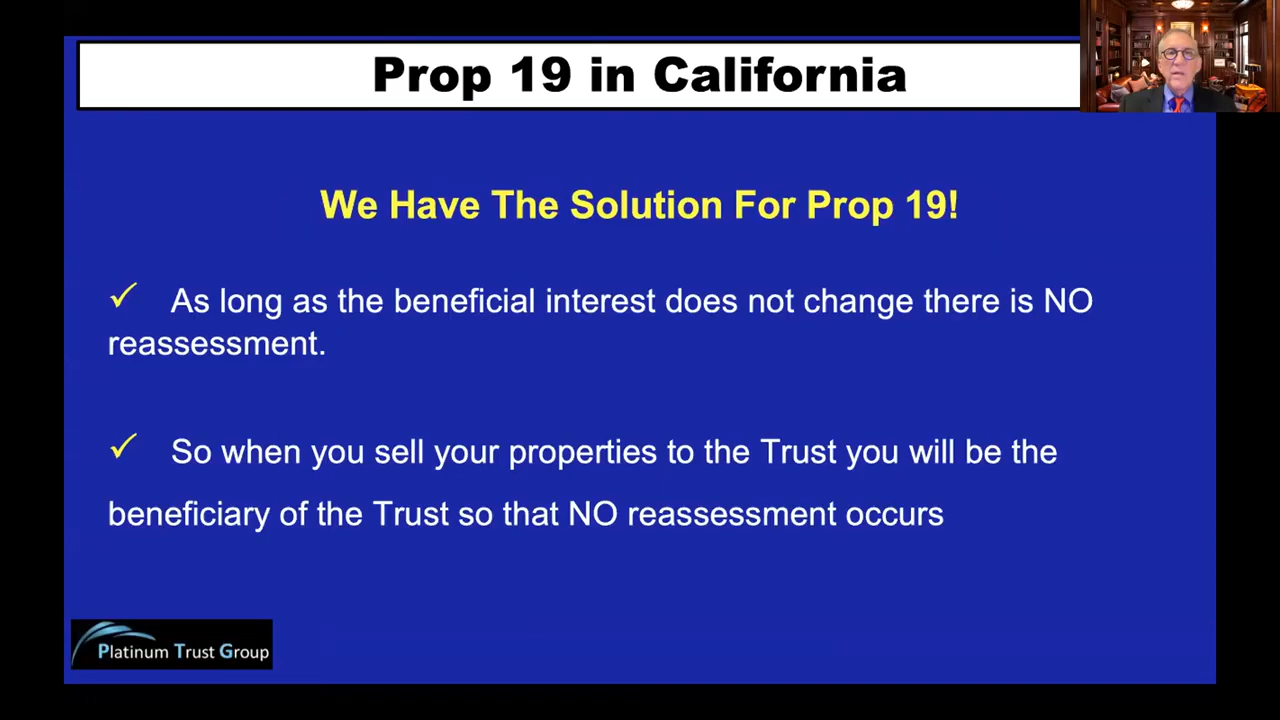 Prop 19 in California
We Have The Solution For Prop 19!
✓ As long as the beneficial interest does not change there is NO
reassessment.
✓ So when you sell your properties to the Trust you will be the
beneficiary of the Trust so that NO reassessment occurs
Platinum Trust Group